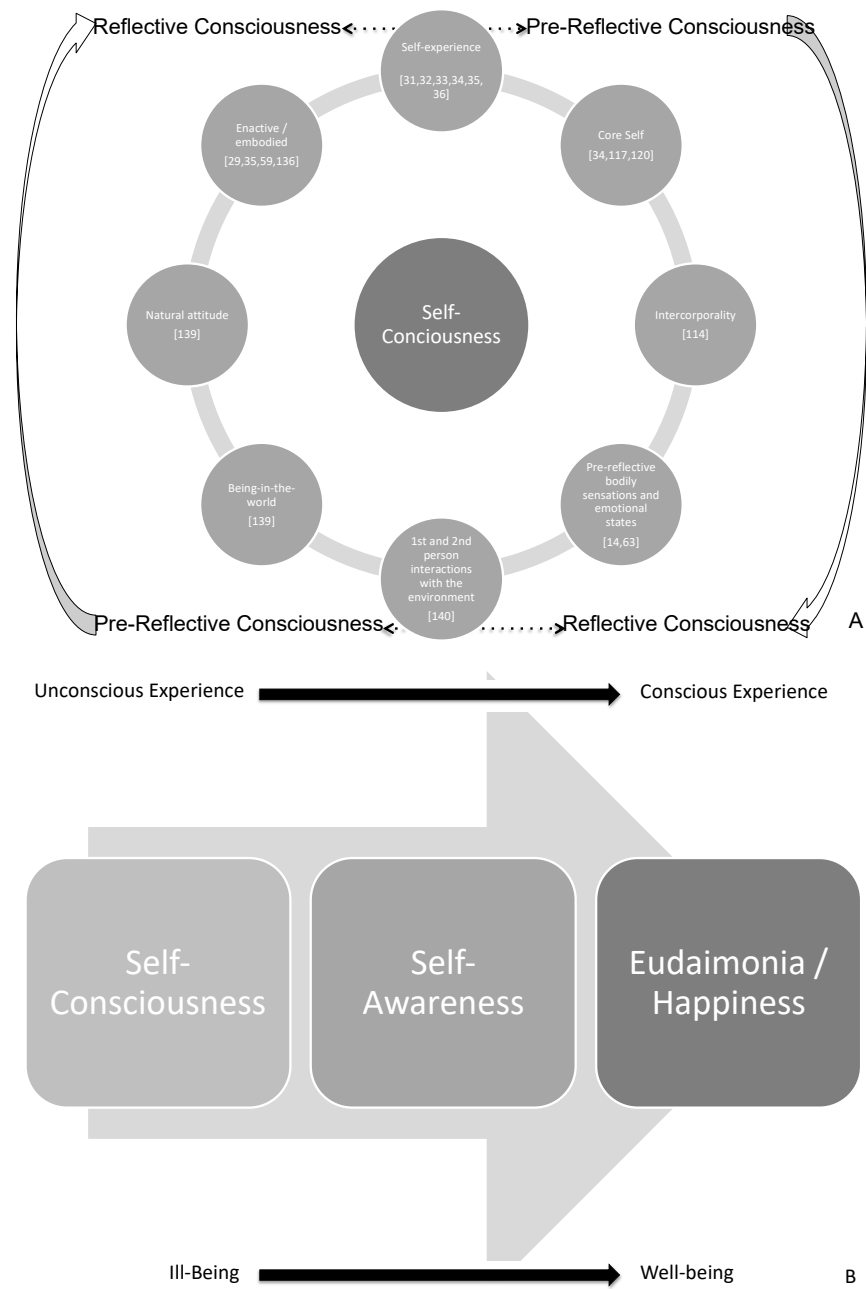 Reflective Consciousness
Pre-Reflective Consciousness
Self-experience
[31,32,33,34,35,
36]
Enactive /
embodied
[29,35,59,136]
Core Self
[34,117,120]
Natural attitude
[139]
Self-
Conciousness
Intercorporality
[114]
Being-in-the-
world
[139]
Pre-reflective
bodily
sensations and
emotional
states
[14,63]
1st and 2nd
person
interactions
with the
environment
[140]
Pre-Reflective Consciousness
Reflective Consciousness
A
Unconscious Experience
Conscious Experience
Self-
Consciousness
Self-
Awareness
Eudaimonia /
Happiness
Ill-Being
Well-being
B